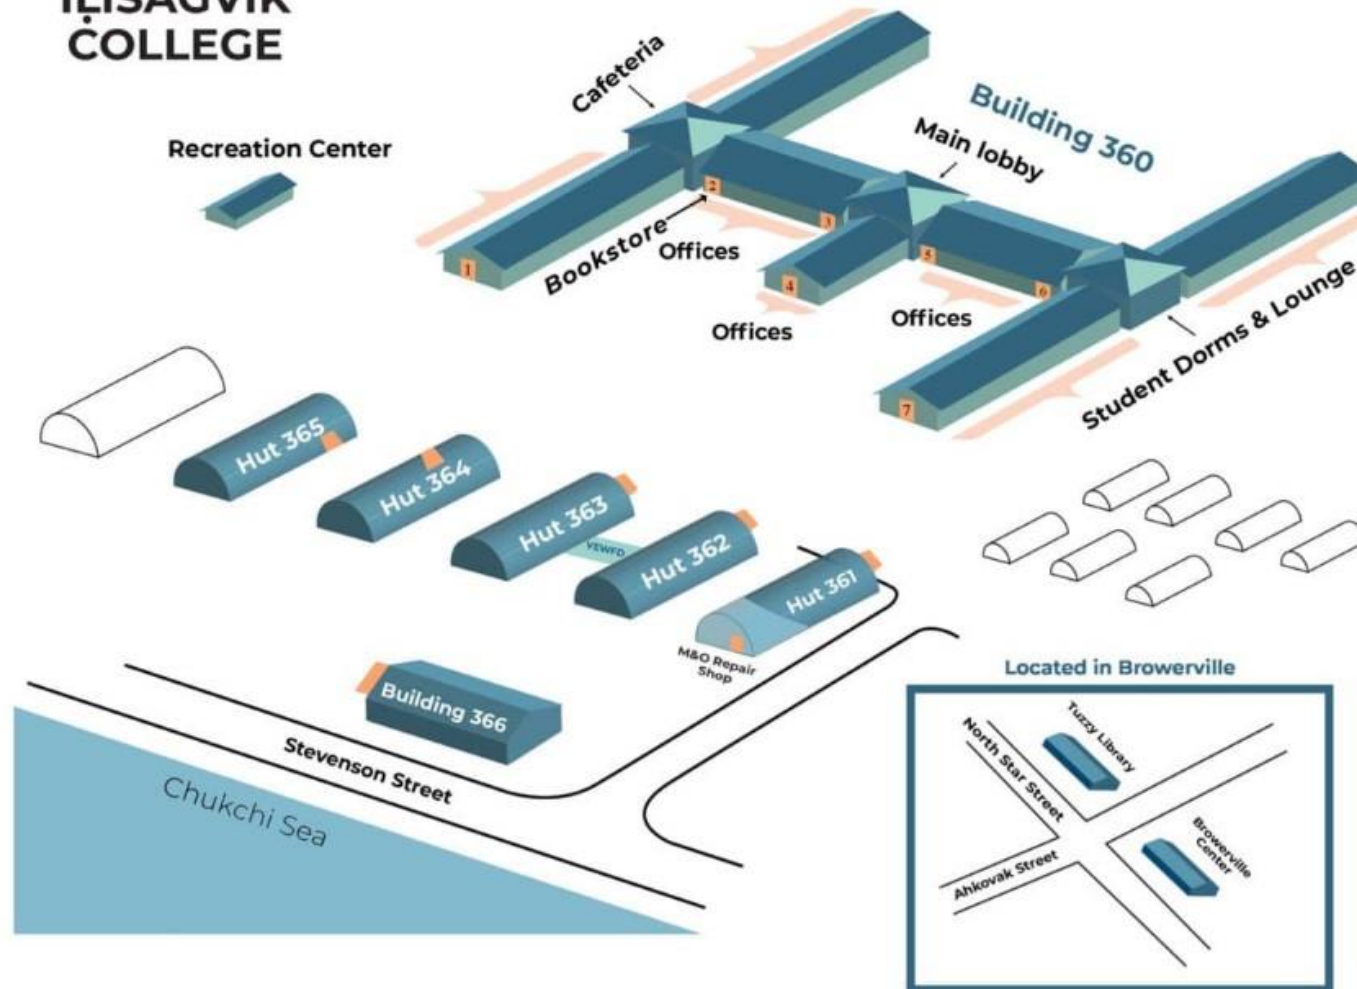 IḶISAĠVIK
COLLEGE
Cafeteria
Building 360
Main lobby
Recreation Center
Bookstore
Offices
Offices
Offices
Student Dorms & Lounge
1
2
3
4
5
6
7
Hut 365
Hut 364
Hut 363
VEWFD
Hut 362
Hut 361
M&O Repair
Shop
Building 366
Stevenson Street
Chukchi Sea
Located in Browerville
Tuzzy Library
North Star Street
Browerville
Center
Ahkovak Street